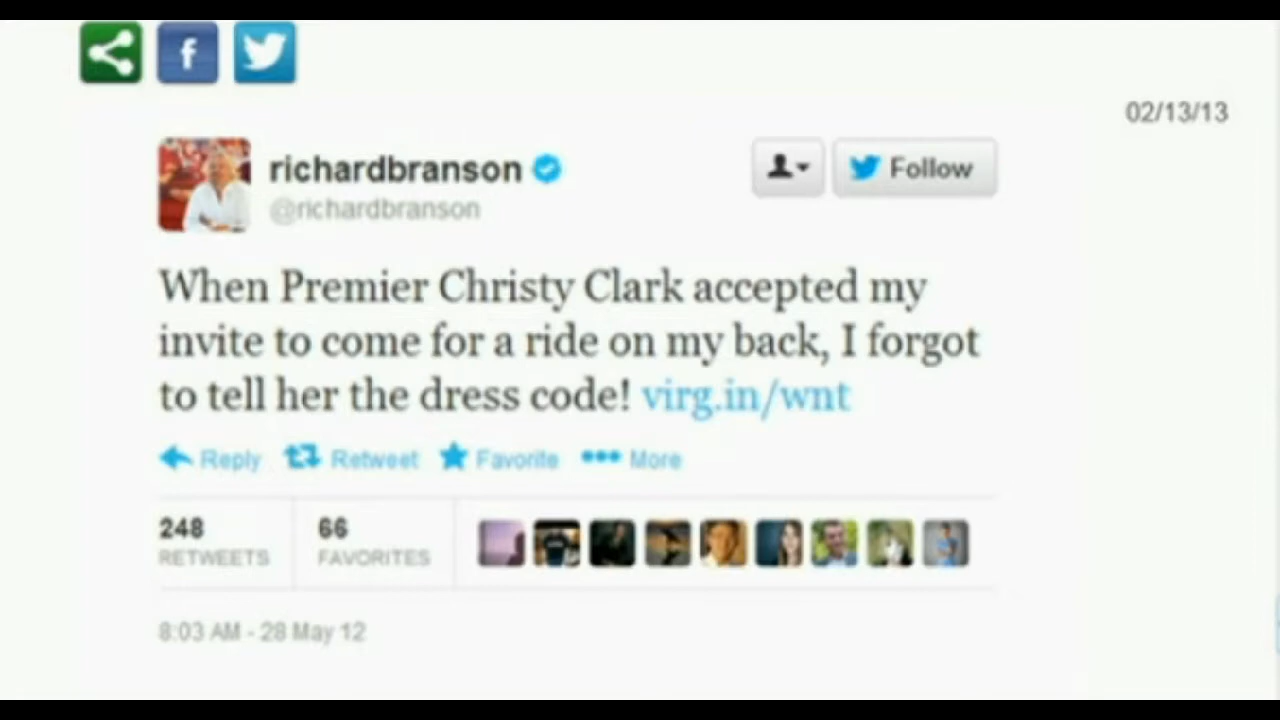 f
02/13/13
richardbranson
@richardbranson
Follow
When Premier Christy Clark accepted my
invite to come for a ride on my back, I forgot
to tell her the dress code! virg.in/wnt
Reply Retweet Favorite More
248 66
RETWEETS FAVORITES
8:03 AM - 28 May 12